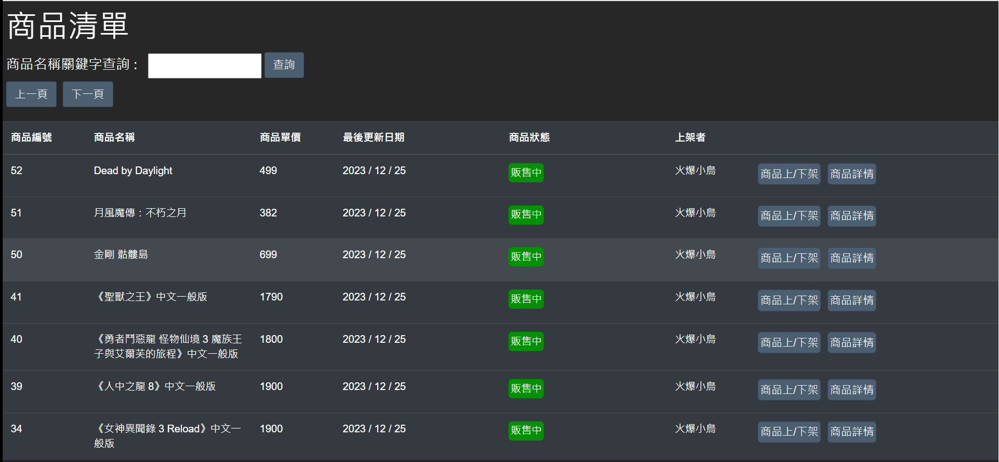 商品清單
商品名稱關鍵字查詢： 查詢
上一頁 下一頁
商品編號 商品名稱 商品單價 最後更新日期 商品狀態 上架者
52 Dead by Daylight 499 2023 / 12 / 25 販售中 火爆小鳥 商品上/下架 商品詳情
51 月風魔傳：不朽之月 382 2023 / 12 / 25 販售中 火爆小鳥 商品上/下架 商品詳情
50 金剛 骷髏島 699 2023 / 12 / 25 販售中 火爆小鳥 商品上/下架 商品詳情
41 《聖獸之王》中文一般版 1790 2023 / 12 / 25 販售中 火爆小鳥 商品上/下架 商品詳情
40 《勇者鬥惡龍 怪物仙境 3 魔族王 1800 2023 / 12 / 25 販售中 火爆小鳥 商品上/下架 商品詳情
子與艾爾芙的旅程》中文一般版
39 《人中之龍 8》中文一般版 1900 2023 / 12 / 25 販售中 火爆小鳥 商品上/下架 商品詳情
34 《女神異聞錄 3 Reload》中文一 1900 2023 / 12 / 25 販售中 火爆小鳥 商品上/下架 商品詳情
般版